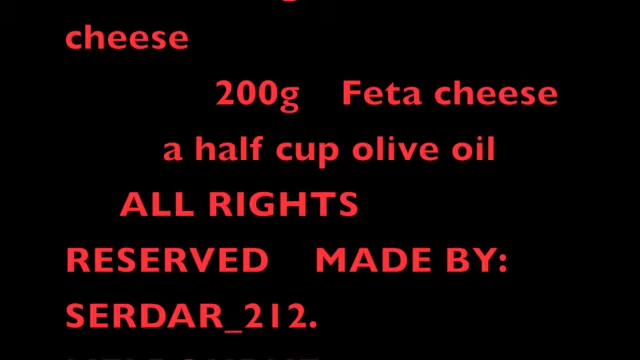 cheese
200g Feta cheese
a half cup olive oil
ALL RIGHTS
RESERVED MADE BY:
SERDAR_212.